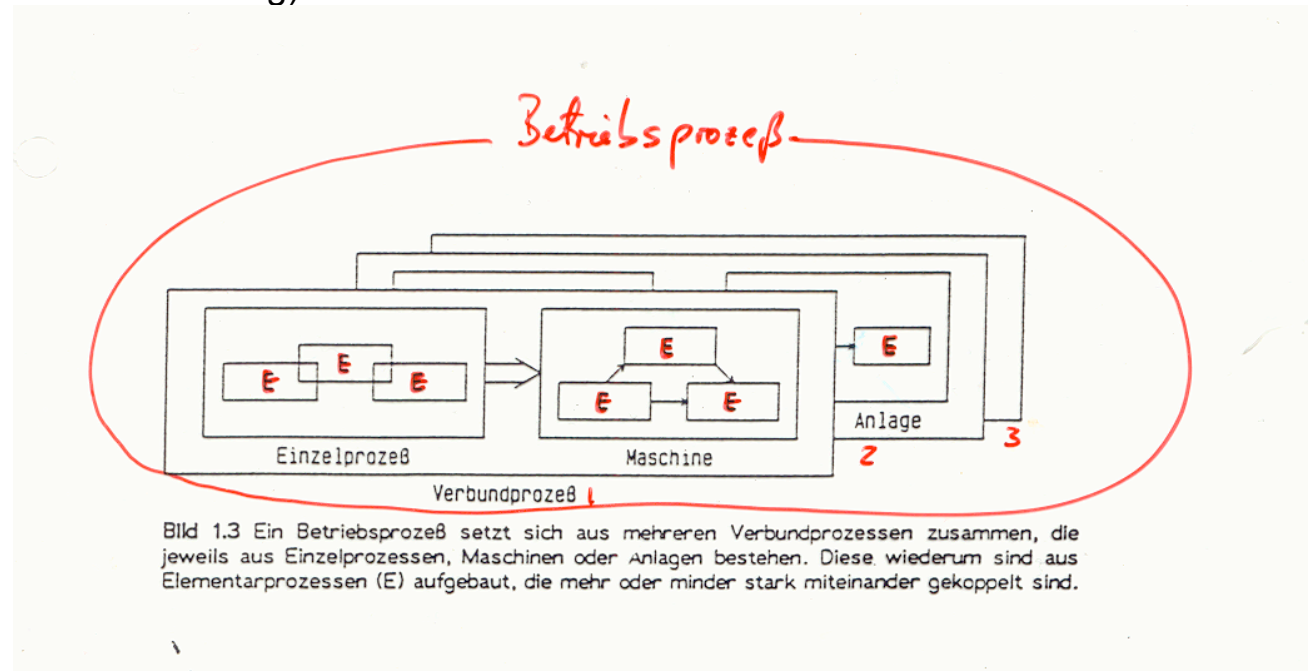 g)
Betriebsprozeß
E
E
E
E
E
E
E
Anlage
3
Einzelprozeß
Maschine
2
Verbundprozeß 1
Bild 1.3 Ein Betriebsprozeß setzt sich aus mehreren Verbundprozessen zusammen, die
jeweils aus Einzelprozessen, Maschinen oder Anlagen bestehen. Diese wiederum sind aus
Elementarprozessen (E) aufgebaut, die mehr oder minder stark miteinander gekoppelt sind.